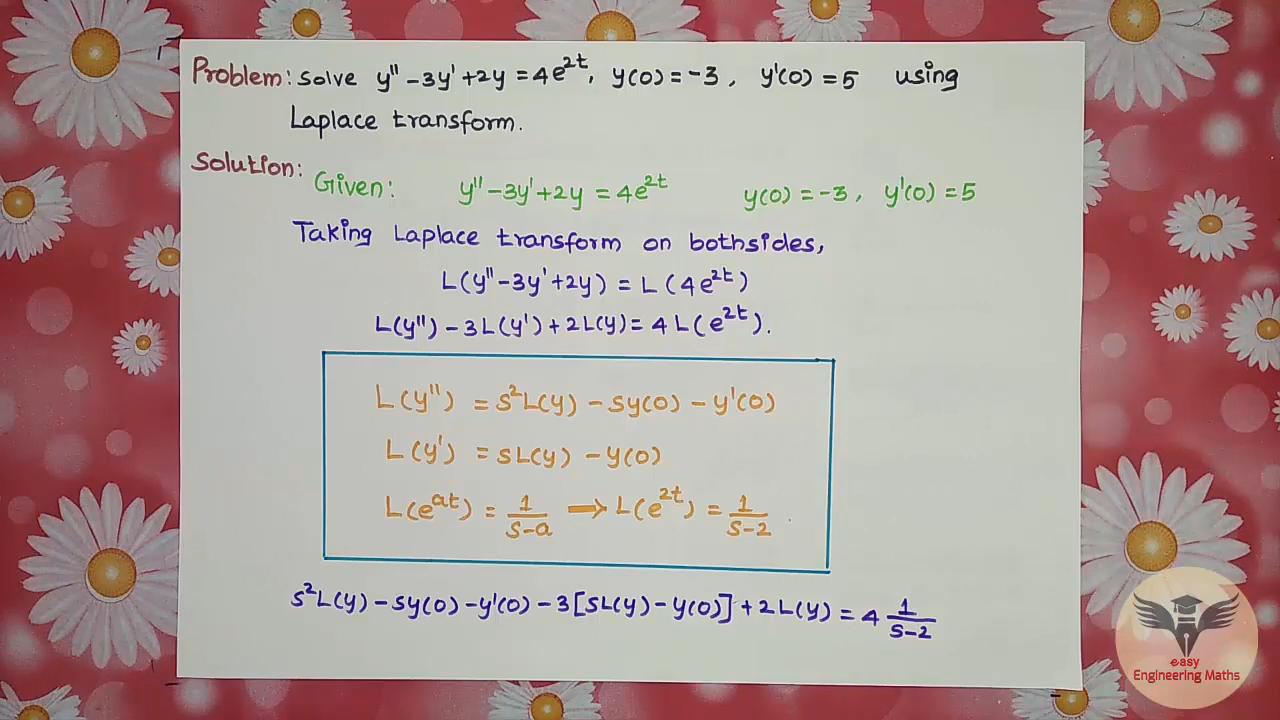 Problem: Solve y'' -3y' +2y = 4e^2t, y(0) = -3, y'(0) = 5 using
Laplace transform.
Solution:
Given: y'' -3y' +2y = 4e^2t y(0) = -3, y'(0) = 5
Taking Laplace transform on bothsides,
L(y'' -3y' +2y) = L(4e^2t)
L(y'') - 3L(y') + 2L(y) = 4L(e^2t).
L(y'') = s²L(y) - sy(0) - y'(0)
L(y') = sL(y) - y(0)
L(e^at) = 1/(s-a) ⟹ L(e^2t) = 1/(s-2)
s²L(y) - sy(0) - y'(0) - 3[sL(y) - y(0)] + 2L(y) = 4 1/(s-2)
easy
Engineering Maths